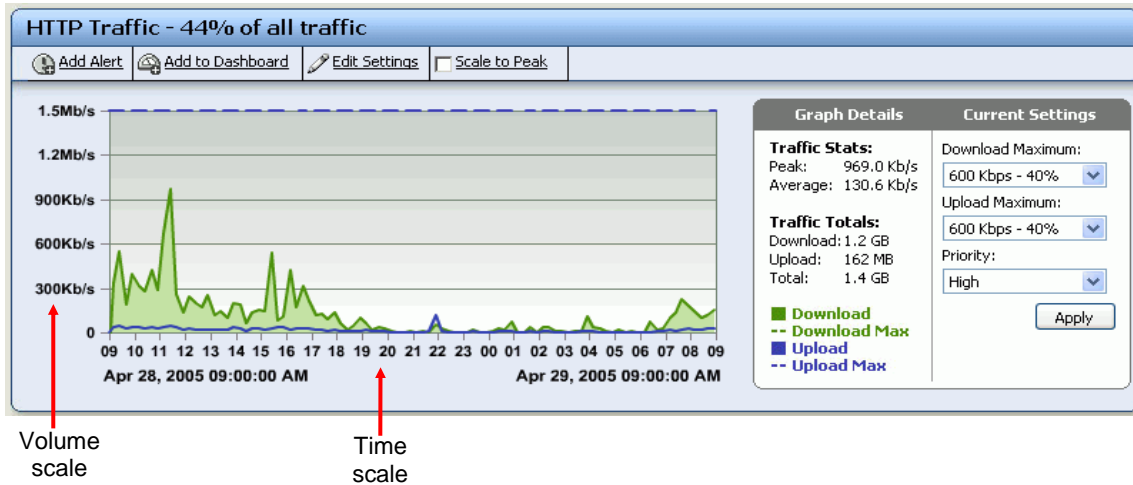 HTTP Traffic - 44% of all traffic
Add Alert Add to Dashboard Edit Settings Scale to Peak
1.5Mb/s
1.2Mb/s
900Kb/s
600Kb/s
300Kb/s
0
09 10 11 12 13 14 15 16 17 18 19 20 21 22 23 00 01 02 03 04 05 06 07 08 09
Apr 28, 2005 09:00:00 AM Apr 29, 2005 09:00:00 AM
Graph Details
Traffic Stats:
Peak: 969.0 Kb/s
Average: 130.6 Kb/s
Traffic Totals:
Download: 1.2 GB
Upload: 162 MB
Total: 1.4 GB
Download
-- Download Max
Upload
-- Upload Max
Current Settings
Download Maximum:
600 Kbps - 40%
Upload Maximum:
600 Kbps - 40%
Priority:
High
Apply
Volume
scale
Time
scale